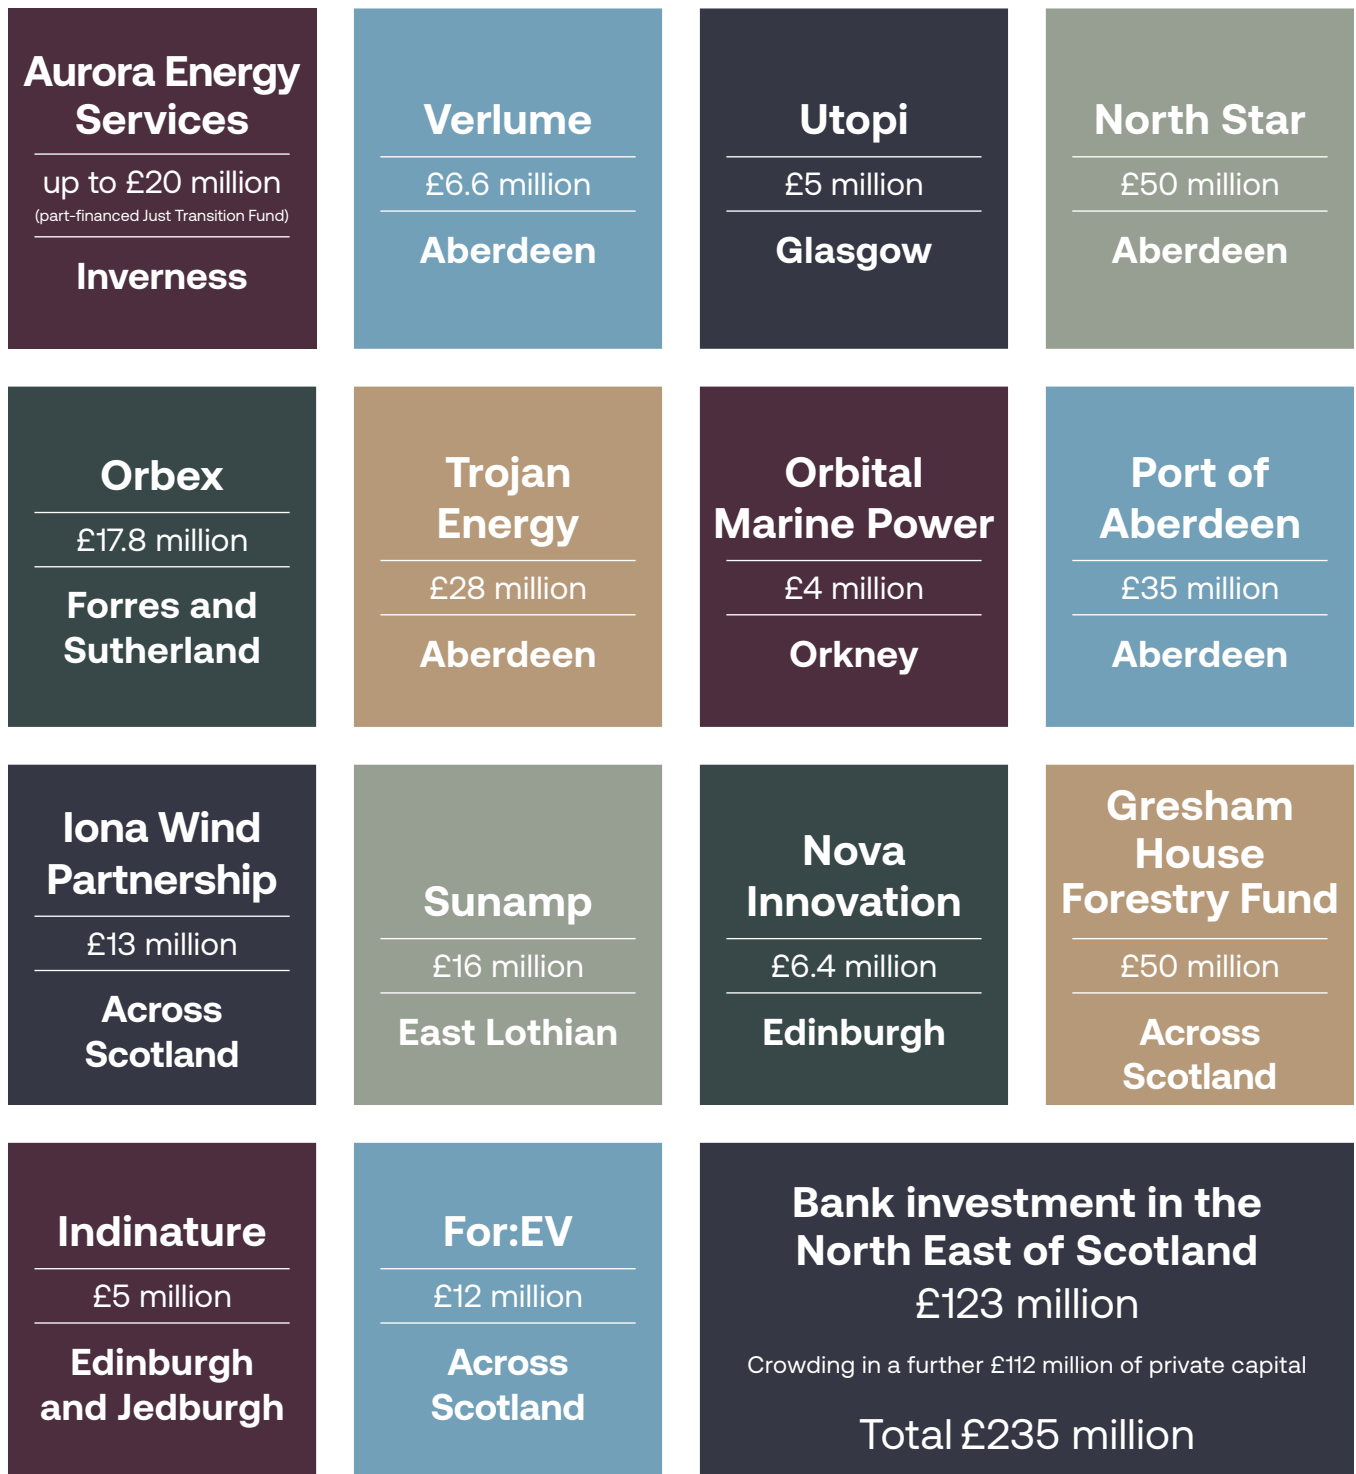 Aurora Energy
Services
up to £20 million
(part-financed Just Transition Fund)
Inverness
Verlume
£6.6 million
Aberdeen
Utopi
£5 million
Glasgow
North Star
£50 million
Aberdeen
Orbex
£17.8 million
Forres and
Sutherland
Trojan
Energy
£28 million
Aberdeen
Orbital
Marine Power
£4 million
Orkney
Port of
Aberdeen
£35 million
Aberdeen
Iona Wind
Partnership
£13 million
Across
Scotland
Sunamp
£16 million
East Lothian
Nova
Innovation
£6.4 million
Edinburgh
Gresham
House
Forestry Fund
£50 million
Across
Scotland
Indinature
£5 million
Edinburgh
and Jedburgh
For:EV
£12 million
Across
Scotland
Bank investment in the
North East of Scotland
£123 million
Crowding in a further £112 million of private capital
Total £235 million